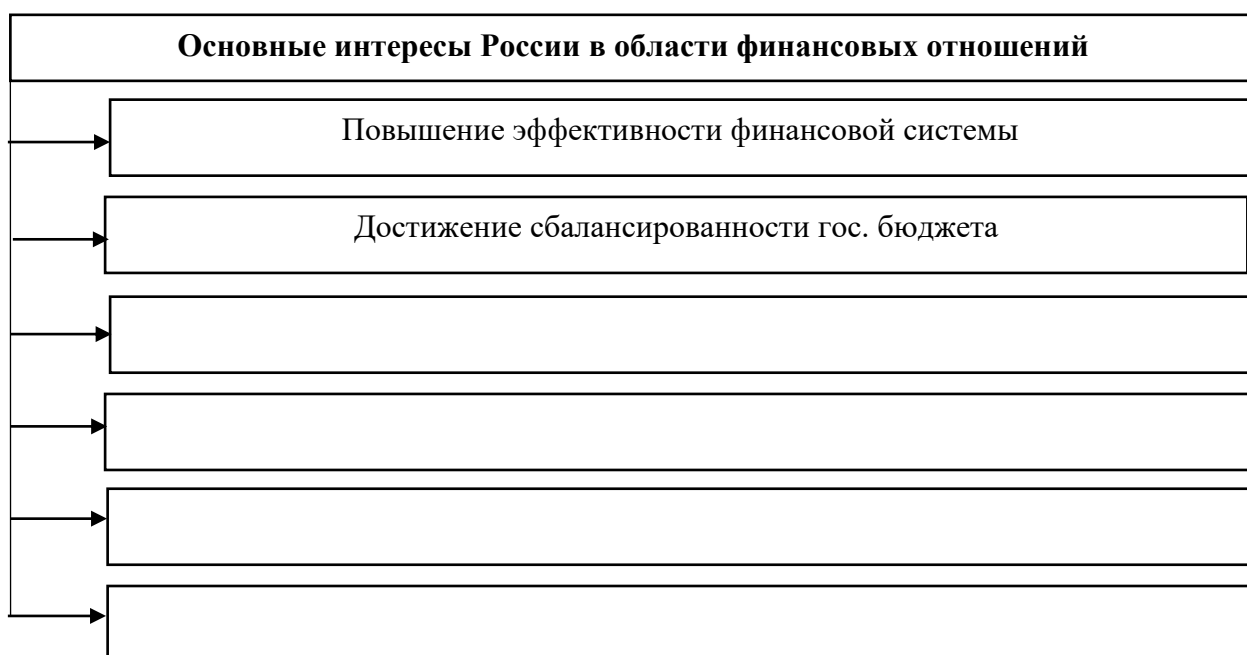 Основные интересы России в области финансовых отношений
Повышение эффективности финансовой системы
Достижение сбалансированности гос. бюджета